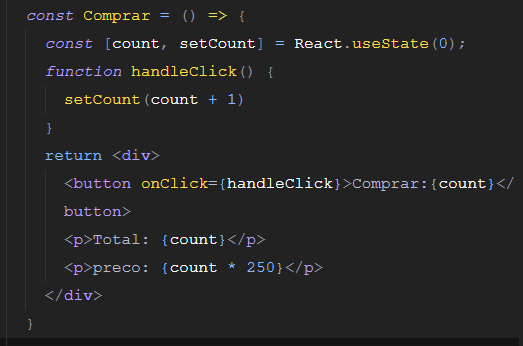 const Comprar = () => {
const [count, setCount] = React.useState(0);
function handleClick() {
setCount(count + 1)
}
return <div>
<button onClick={handleClick}>Comprar:{count}</
button>
<p>Total: {count}</p>
<p>preco: {count * 250}</p>
</div>
}